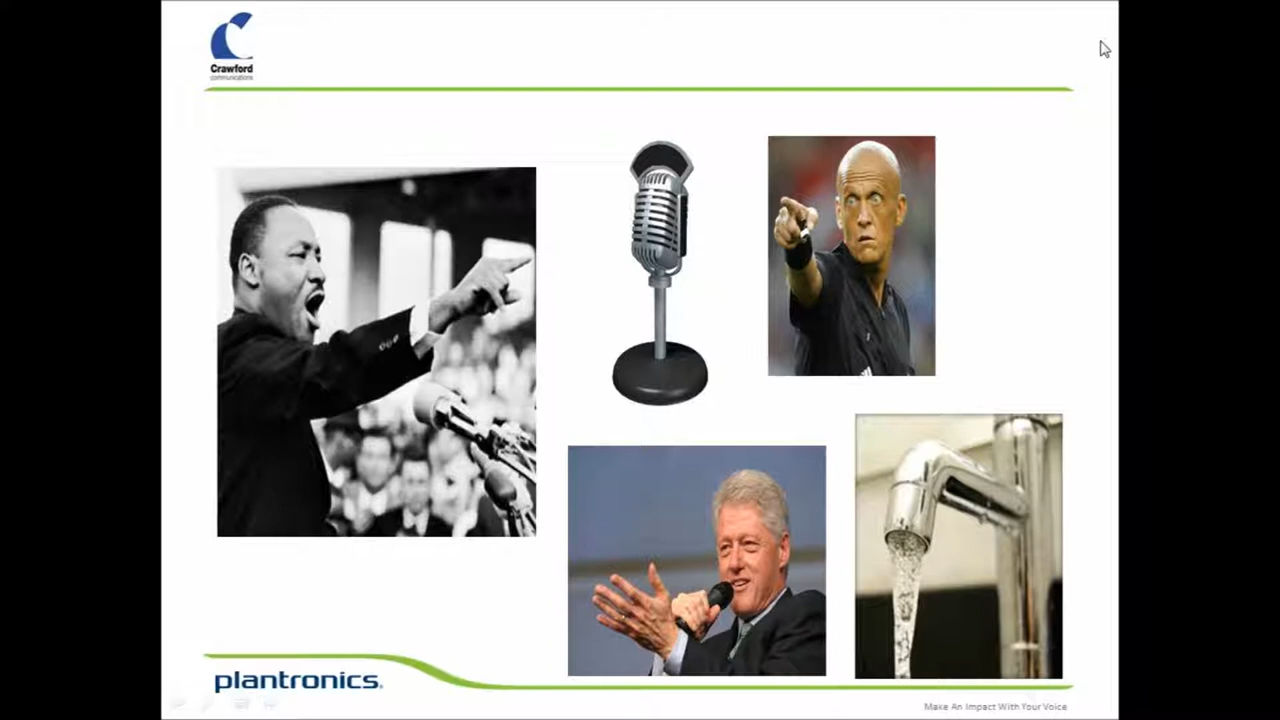 Crawford
communications
plantronics®
Make An Impact With Your Voice